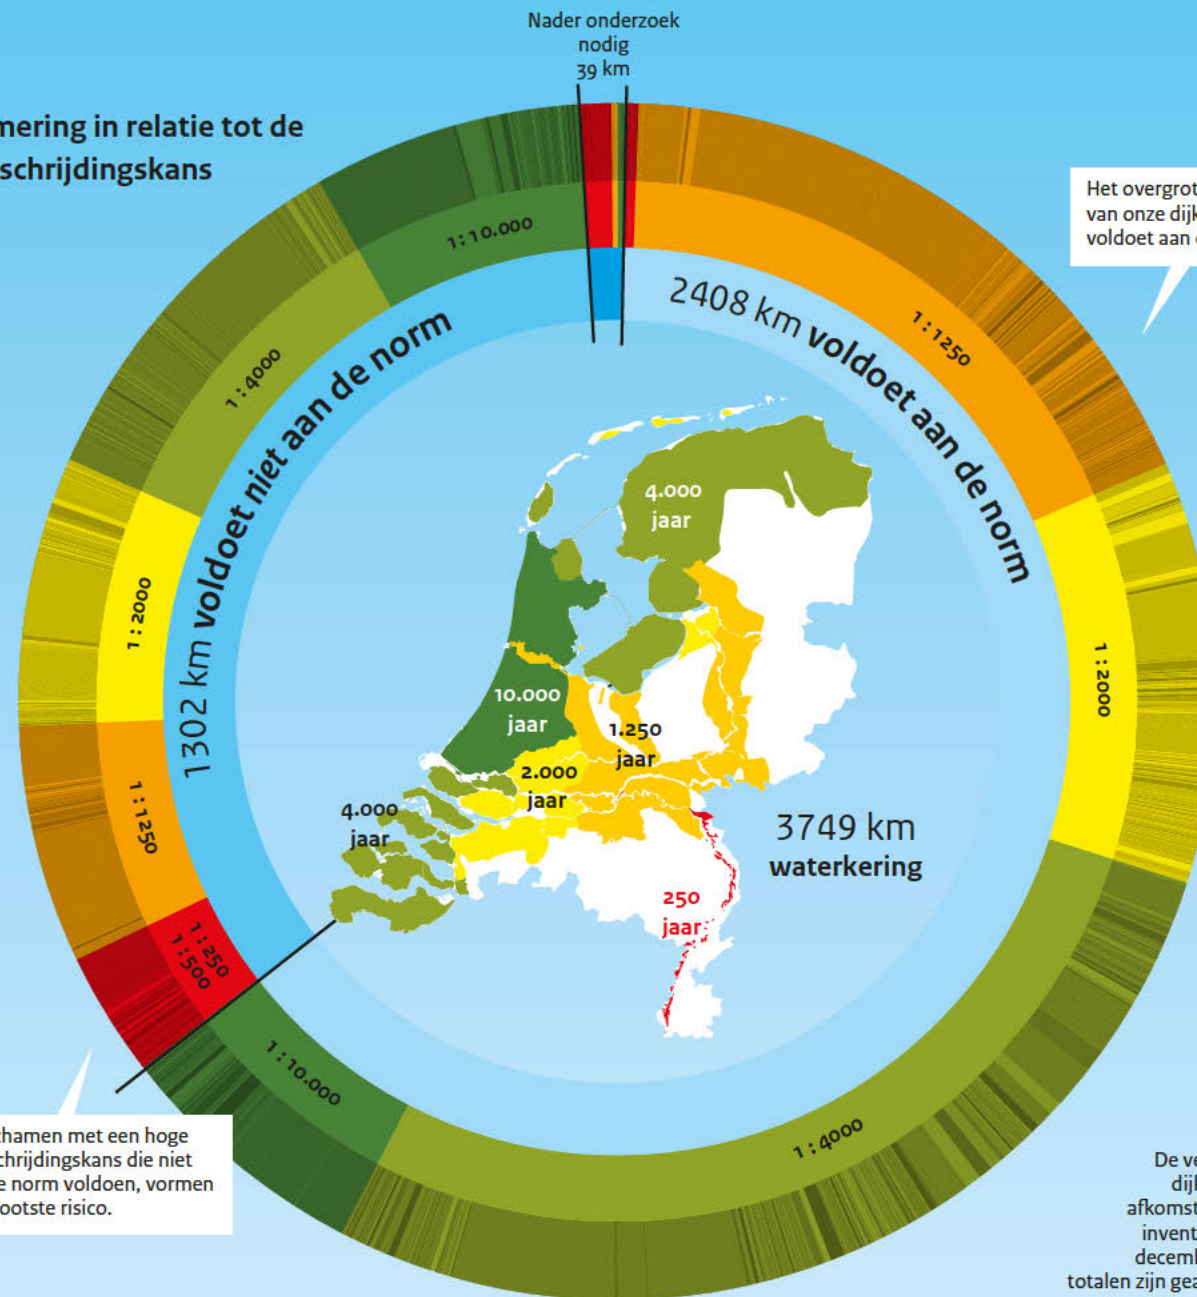 Nader onderzoek
nodig
39 km
mering in relatie tot de
schrijdingskans
Het overgrot
van onze dijk
voldoet aan
1:10.000
2408 km voldoet aan de norm
1:1250
1302 km voldoet niet aan de norm
1:4000
4.000
jaar
1:2000
1:2000
10.000
jaar
1.250
jaar
2.000
jaar
1:1250
4.000
jaar
3749 km
waterkering
250
jaar
1:250
1:500
1:10.000
1:4000
hamen met een hoge
chrijdingskans die niet
e norm voldoen, vormen
ootste risico.
De ve
dijk
afkomst
invent
decemb
totalen zijn gea